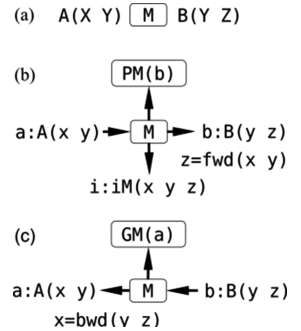 (a) A(X Y) M B(Y Z)
(b)
PM(b)
a:A(x y) M b:B(y z)
z=fwd(x y)
i:iM(x y z)
(c)
GM(a)
a:A(x y) M b:B(y z)
x=bwd(y z)